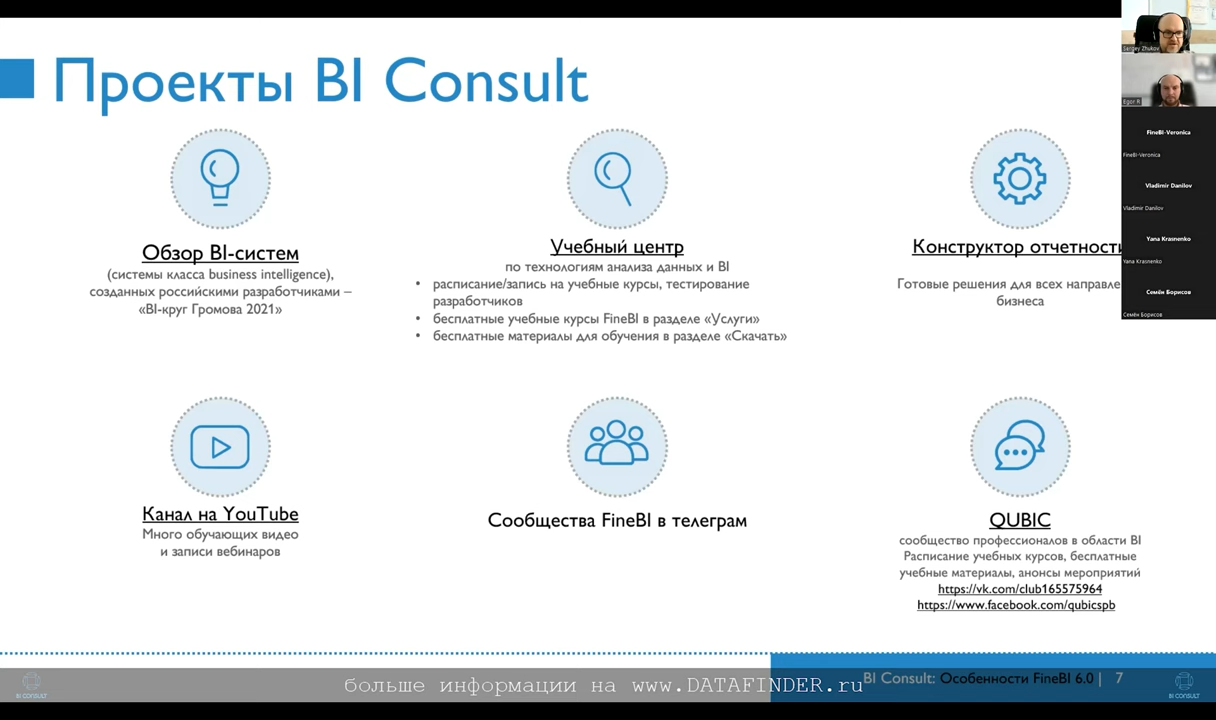 Проекты BI Consult
Обзор BI-систем
(системы класса business intelligence),
созданных российскими разработчиками –
«BI-круг Громова 2021»
Учебный центр
по технологиям анализа данных и BI
• расписание/запись на учебные курсы, тестирование
разработчиков
• бесплатные учебные курсы FineBI в разделе «Услуги»
• бесплатные материалы для обучения в разделе «Скачать»
Конструктор отчетности
Готовые решения для всех направле
бизнеса
Канал на YouTube
Много обучающих видео
и записи вебинаров
Сообщества FineBI в телеграм
QUBIC
сообщество профессионалов в области BI
Расписание учебных курсов, бесплатные
учебные материалы, анонсы мероприятий
https://vk.com/club165575964
https://www.facebook.com/qubicspb
Sergey Zhukov
Egor R
FineBI-Veronica
FineBI-Veronica
Vladimir Danilov
Vladimir Danilov
Yana Krasnenko
Yana Krasnenko
Семён Борисов
Семён Борисов
BI CONSULT
больше информации на www.DATAFINDER.ru
BI Consult: Особенности FineBI 6.0 | 7
BI CONSULT